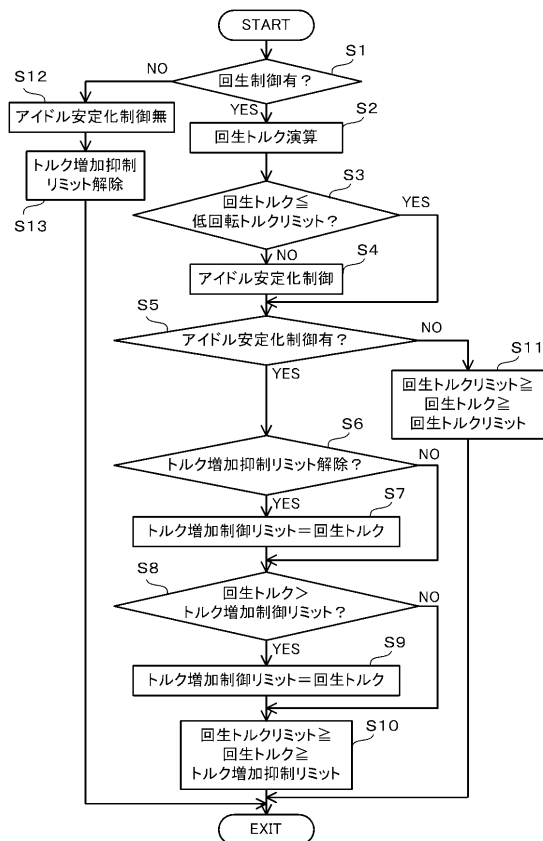 START
S1
回生制御有？
NO
YES
S12
アイドル安定化制御無
S2
回生トルク演算
トルク増加抑制
リミット解除
S13
S3
回生トルク≦
低回転トルクリミット？
YES
NO
S4
アイドル安定化制御
S5
アイドル安定化制御有？
NO
YES
S11
回生トルクリミット≧
回生トルク≧
回生トルクリミット
S6
トルク増加抑制リミット解除？
NO
YES
S7
トルク増加制御リミット＝回生トルク
S8
回生トルク＞
トルク増加制御リミット？
NO
YES
S9
トルク増加制御リミット＝回生トルク
S10
回生トルクリミット≧
回生トルク≧
トルク増加抑制リミット
EXIT